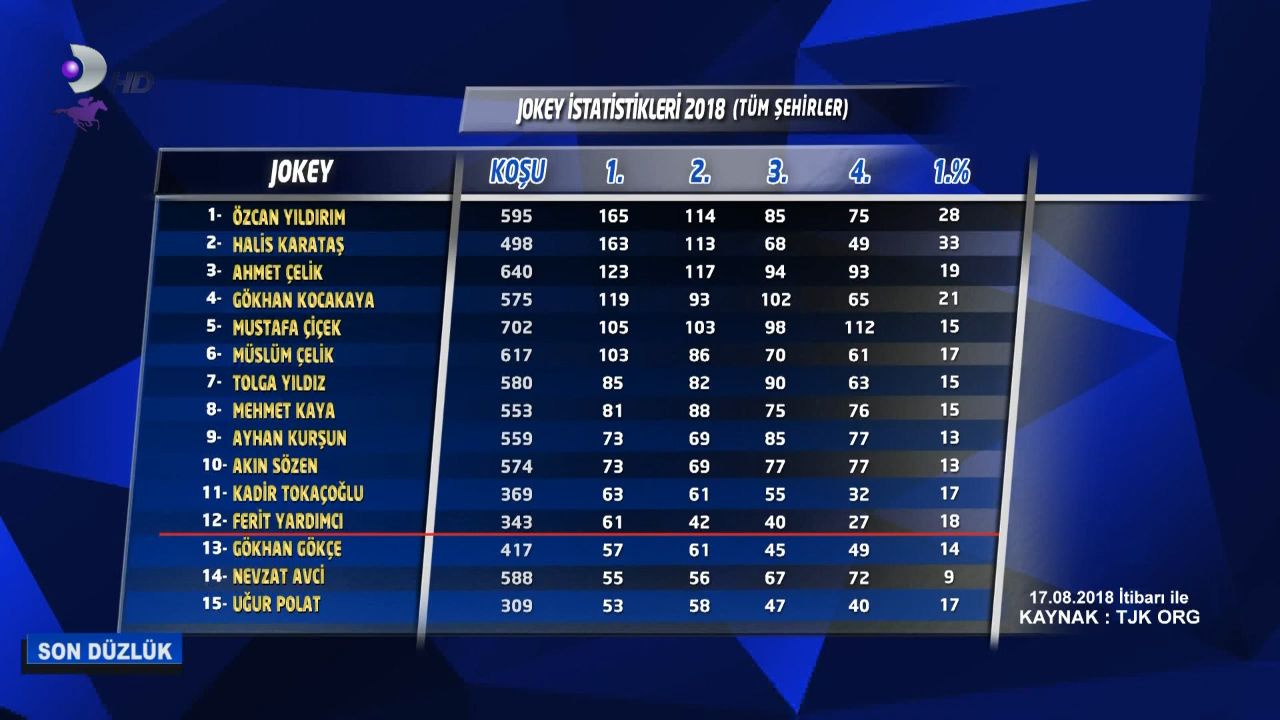 D HD
JOKEY İSTATİSTİKLERİ 2018 (TÜM ŞEHİRLER)
JOKEY KOŞU 1. 2. 3. 4. 1.%
1- ÖZCAN YILDIRIM 595 165 114 85 75 28
2- HALİS KARATAŞ 498 163 113 68 49 33
3- AHMET ÇELİK 640 123 117 94 93 19
4- GÖKHAN KOCAKAYA 575 119 93 102 65 21
5- MUSTAFA ÇİÇEK 702 105 103 98 112 15
6- MÜSLÜM ÇELİK 617 103 86 70 61 17
7- TOLGA YILDIZ 580 85 82 90 63 15
8- MEHMET KAYA 553 81 88 75 76 15
9- AYHAN KURŞUN 559 73 69 85 77 13
10- AKIN SÖZEN 574 73 69 77 77 13
11- KADİR TOKAÇOĞLU 369 63 61 55 32 17
12- FERİT YARDIMCI 343 61 42 40 27 18
13- GÖKHAN GÖKÇE 417 57 61 45 49 14
14- NEVZAT AVCİ 588 55 56 67 72 9
15- UĞUR POLAT 309 53 58 47 40 17
17.08.2018 İtibarı ile
KAYNAK : TJK ORG
SON DÜZLÜK